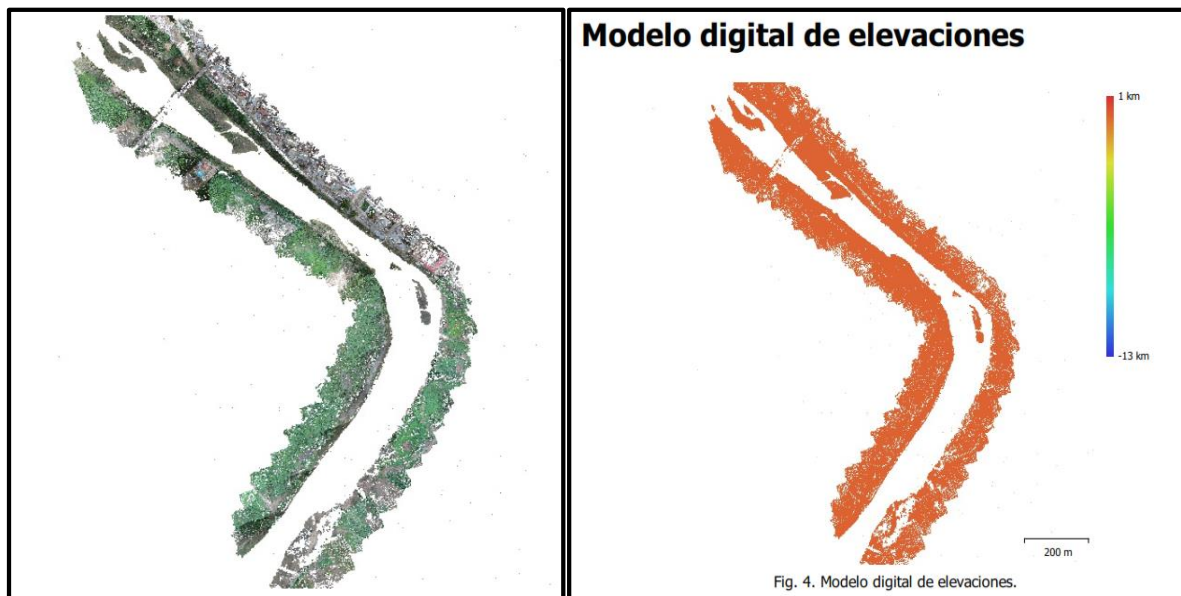 Modelo digital de elevaciones
1 km
-13 km
200 m
Fig. 4. Modelo digital de elevaciones.